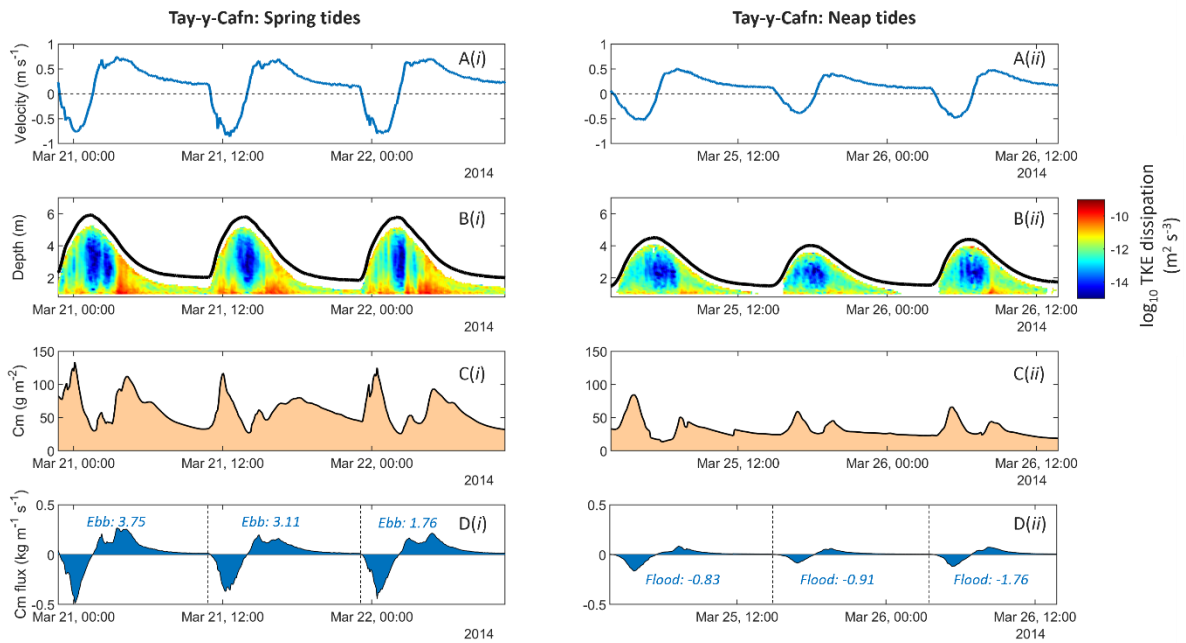 Tay-y-Cafn: Spring tides
A(i)
Velocity (m s⁻¹)
1
0.5
0
-0.5
-1
Mar 21, 00:00 Mar 21, 12:00 Mar 22, 00:00
2014
B(i)
Depth (m)
6
4
2
Mar 21, 00:00 Mar 21, 12:00 Mar 22, 00:00
2014
C(i)
Cm (g m⁻²)
150
100
50
0
Mar 21, 00:00 Mar 21, 12:00 Mar 22, 00:00
2014
D(i)
Cm flux (kg m⁻¹ s⁻¹)
0.5
0
-0.5
Ebb: 3.75 Ebb: 3.11 Ebb: 1.76
Mar 21, 00:00 Mar 21, 12:00 Mar 22, 00:00
2014
Tay-y-Cafn: Neap tides
A(ii)
1
0.5
0
-0.5
-1
Mar 25, 12:00 Mar 26, 00:00 Mar 26, 12:00
2014
B(ii)
6
4
2
Mar 25, 12:00 Mar 26, 00:00 Mar 26, 12:00
2014
-10
-12
-14
log₁₀ TKE dissipation
(m² s⁻³)
C(ii)
150
100
50
0
Mar 25, 12:00 Mar 26, 00:00 Mar 26, 12:00
2014
D(ii)
0.5
0
-0.5
Flood: -0.83 Flood: -0.91 Flood: -1.76
Mar 25, 12:00 Mar 26, 00:00 Mar 26, 12:00
2014